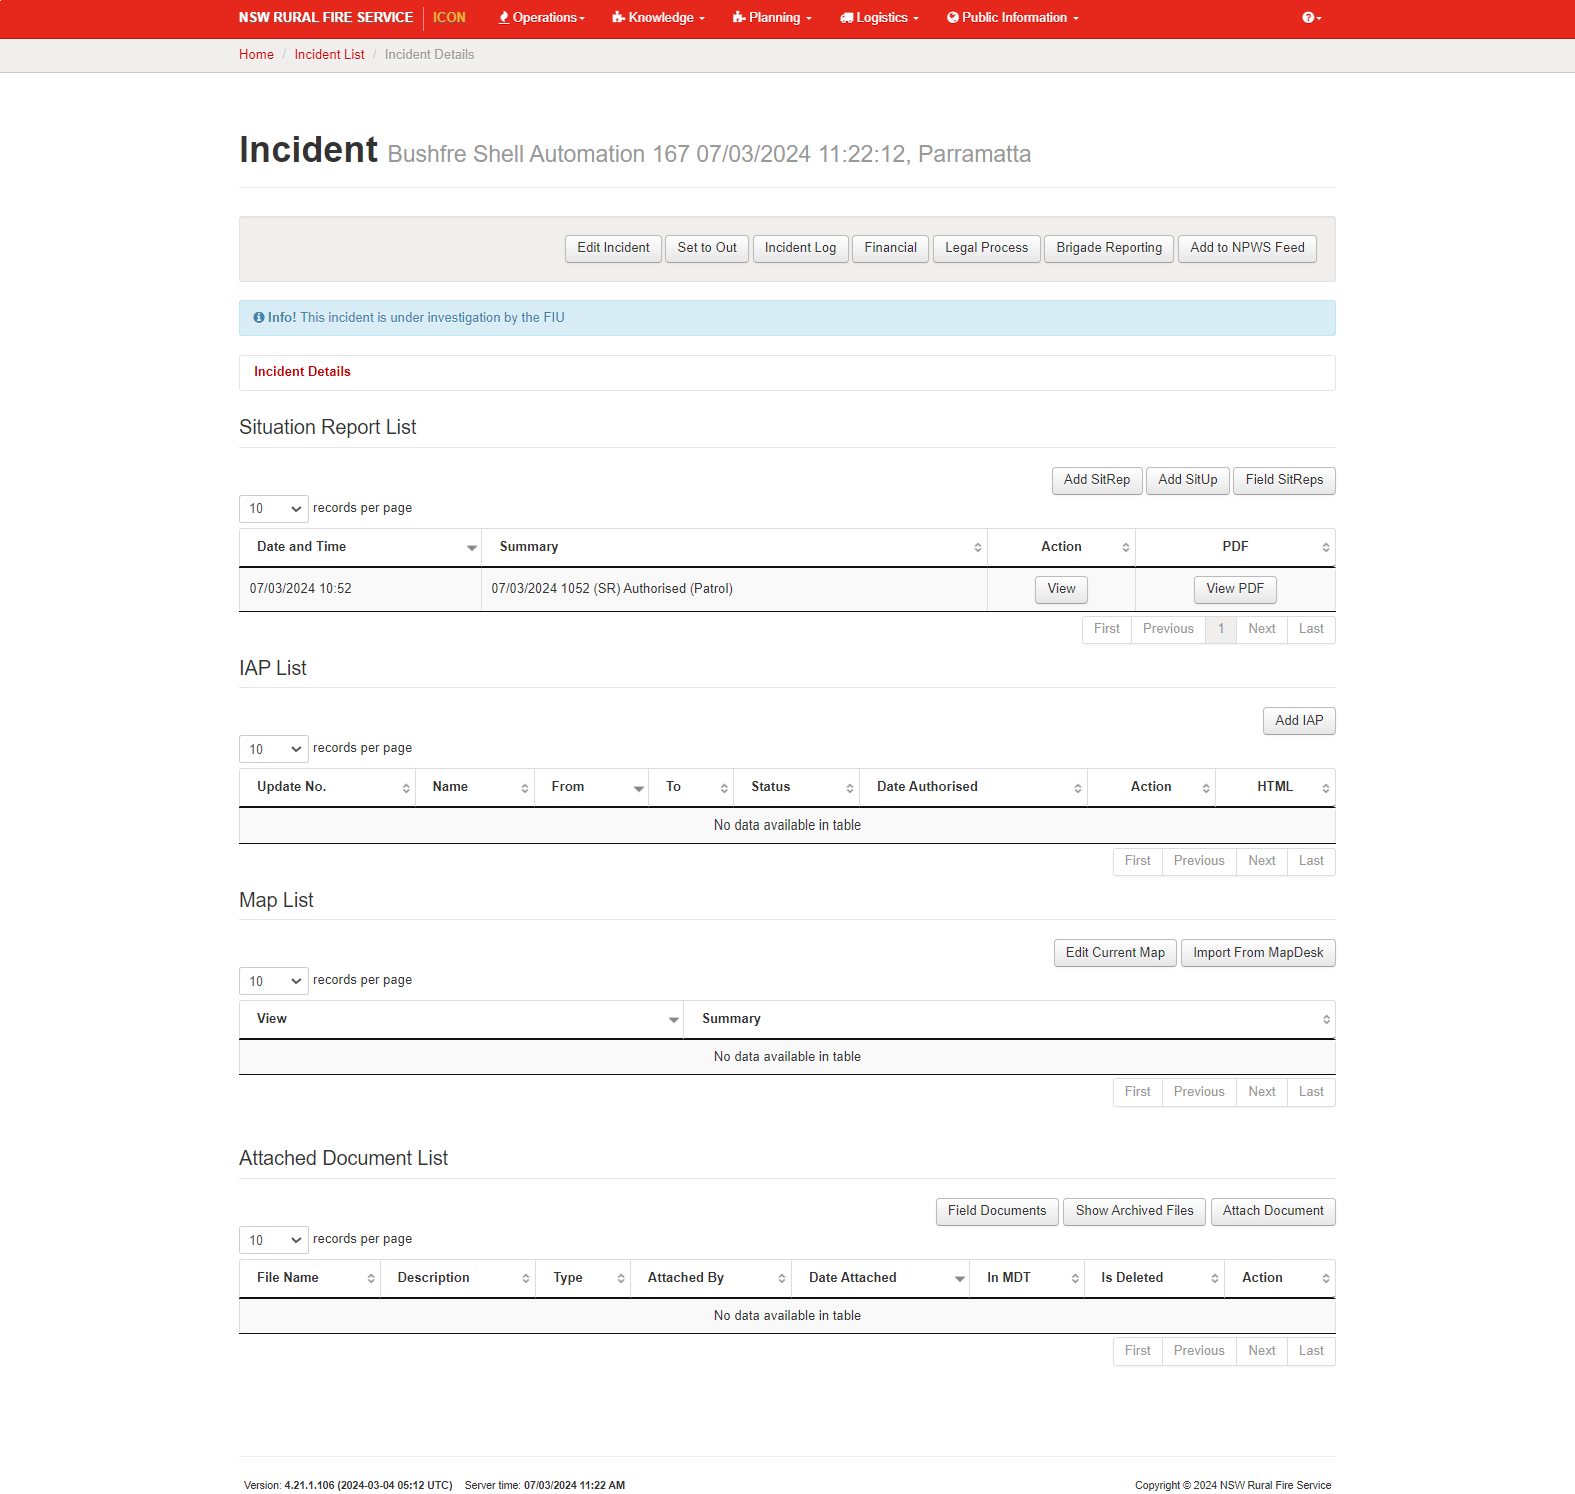 NSW RURAL FIRE SERVICE ICON Operations Knowledge Planning Logistics Public Information
Home / Incident List / Incident Details
Incident Bushfre Shell Automation 167 07/03/2024 11:22:12, Parramatta
Edit Incident Set to Out Incident Log Financial Legal Process Brigade Reporting Add to NPWS Feed
Info! This incident is under investigation by the FIU
Incident Details
Situation Report List
Add SitRep Add SitUp Field SitReps
10 records per page
Date and Time Summary Action PDF
07/03/2024 10:52 07/03/2024 1052 (SR) Authorised (Patrol) View View PDF
First Previous 1 Next Last
IAP List
Add IAP
10 records per page
Update No. Name From To Status Date Authorised Action HTML
No data available in table
First Previous Next Last
Map List
Edit Current Map Import From MapDesk
10 records per page
View Summary
No data available in table
First Previous Next Last
Attached Document List
Field Documents Show Archived Files Attach Document
10 records per page
File Name Description Type Attached By Date Attached In MDT Is Deleted Action
No data available in table
First Previous Next Last
Version: 4.21.1.106 (2024-03-04 05:12 UTC) Server time: 07/03/2024 11:22 AM Copyright © 2024 NSW Rural Fire Service